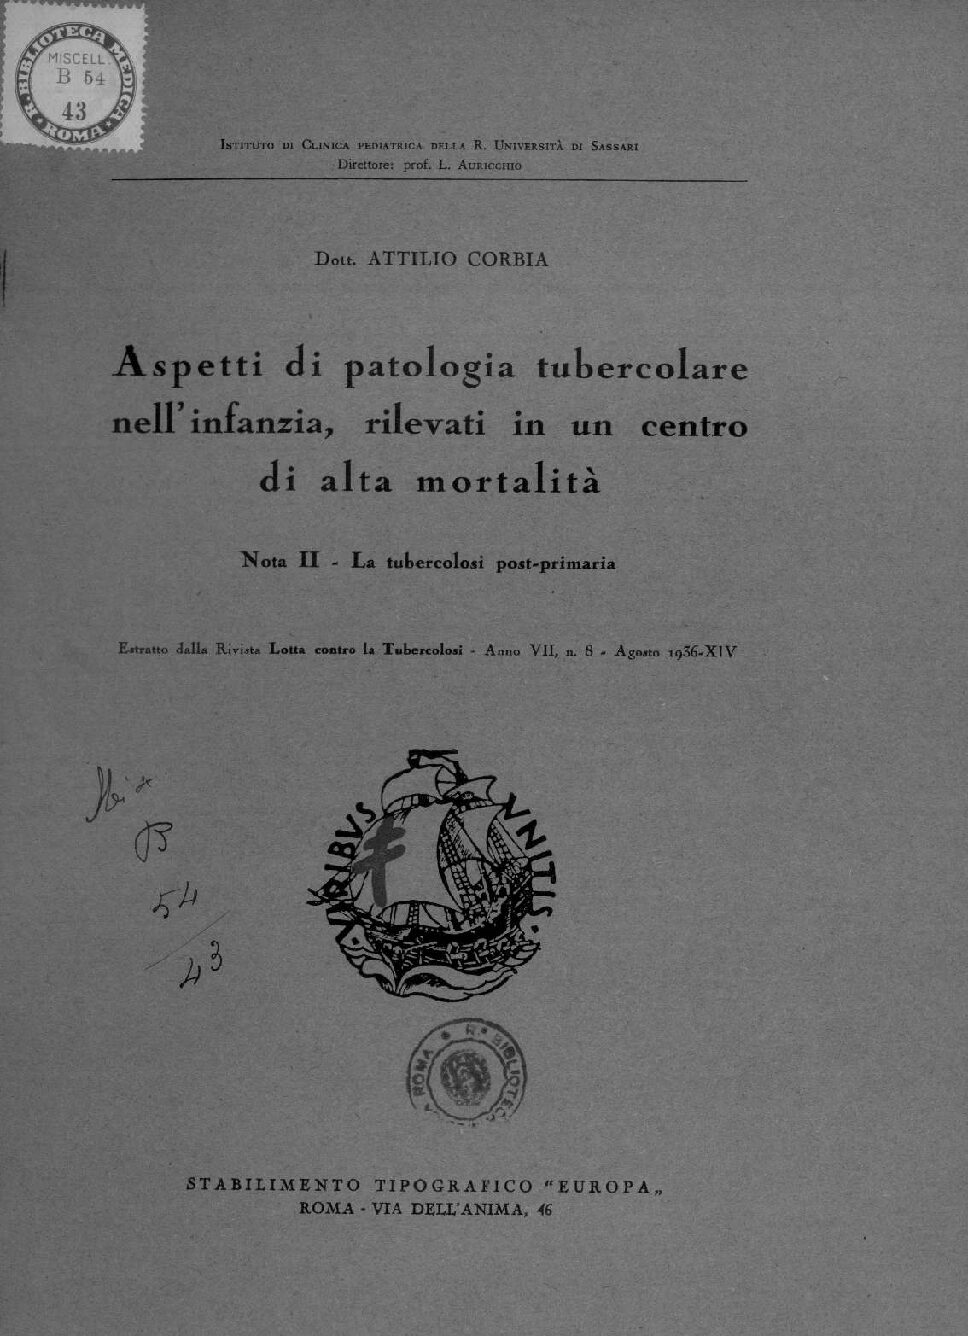 R. BIBLIOTECA MEDICA
MISCELL.
B 54
43
ROMA
ISTITUTO DI CLINICA PEDIATRICA DELLA R. UNIVERSITÀ DI SASSARI
Direttore: prof. L. AURICCHIO
Dott. ATTILIO CORBIA
Aspetti di patologia tubercolare
nell'infanzia, rilevati in un centro
di alta mortalità
Nota II - La tubercolosi post-primaria
Estratto dalla Rivista Lotta contro la Tubercolosi - Anno VII, n. 8 - Agosto 1936-XIV
B
54
43
VIRIBVS VNITIS
ROMA R. BIBLIOTECA
STABILIMENTO TIPOGRAFICO "EUROPA„
ROMA - VIA DELL'ANIMA, 46